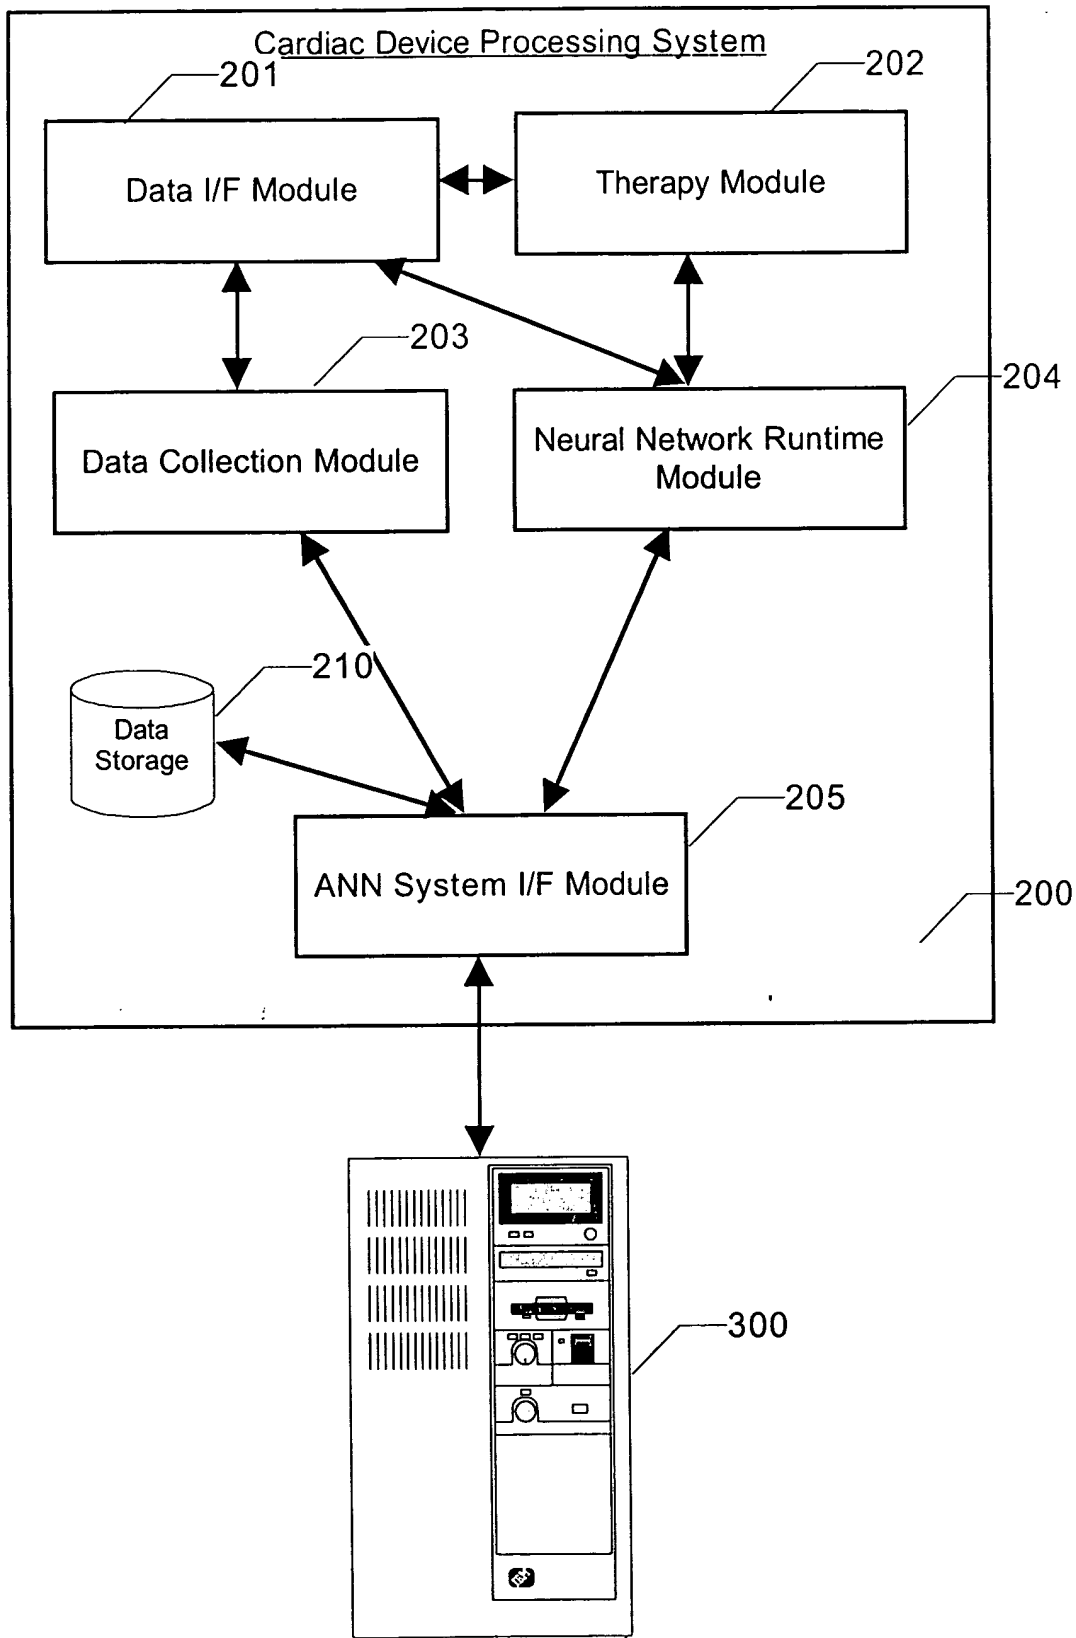 Cardiac Device Processing System
201
202
Data I/F Module
Therapy Module
203
204
Data Collection Module
Neural Network Runtime
Module
210
Data
Storage
205
ANN System I/F Module
200
300